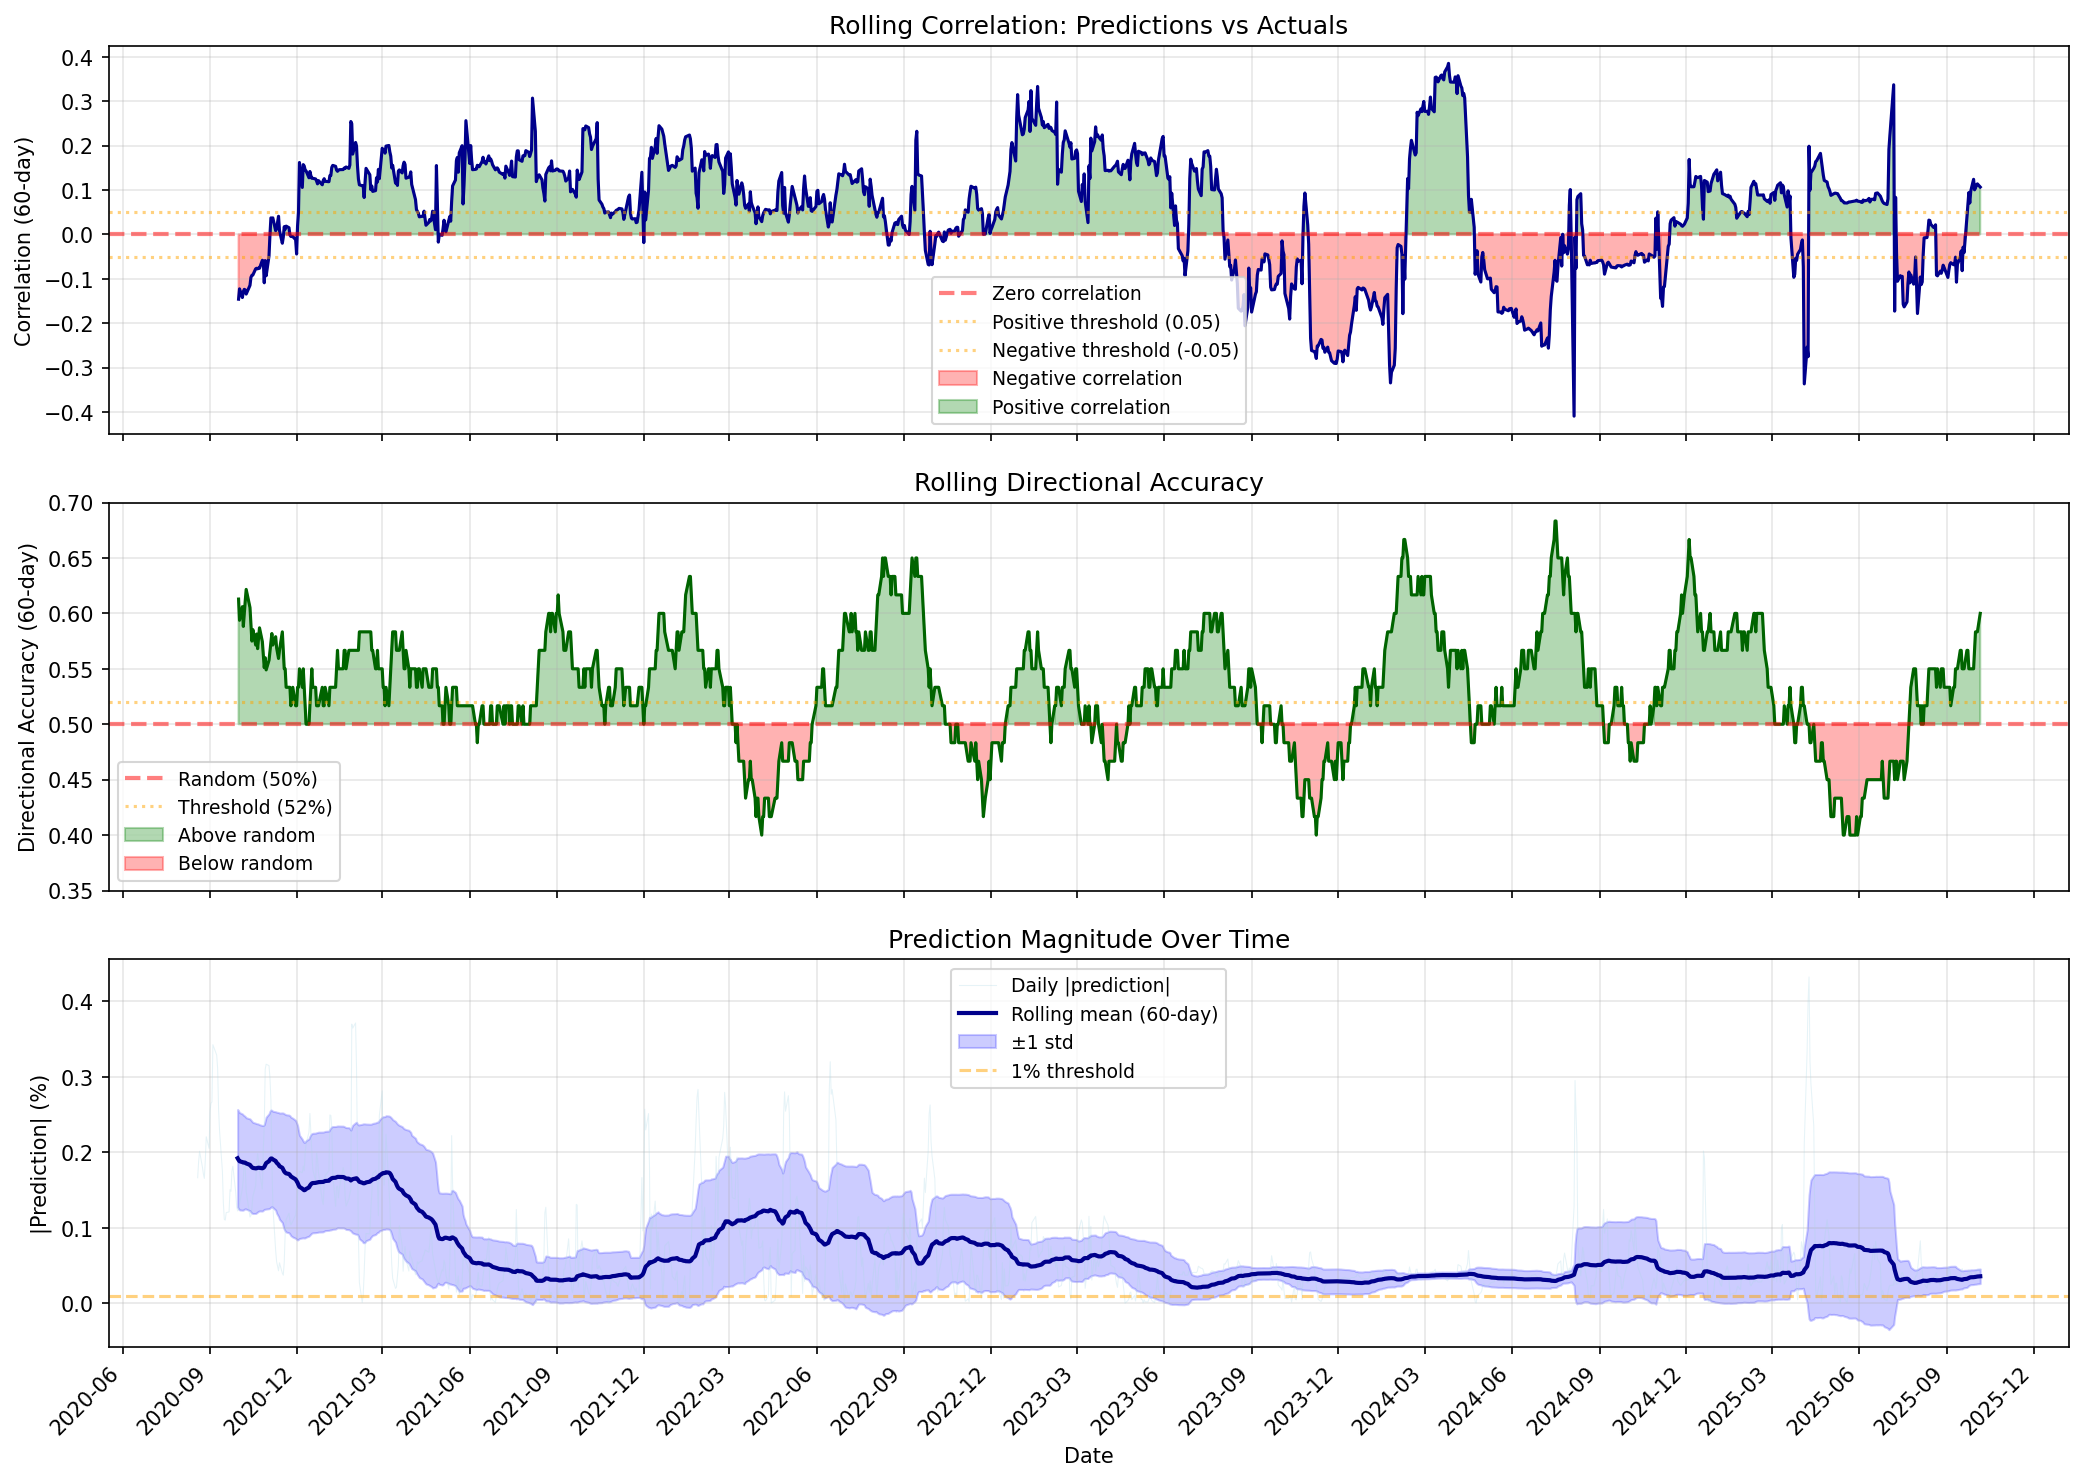 Rolling Correlation: Predictions vs Actuals
Correlation (60-day)
0.4
0.3
0.2
0.1
0.0
−0.1
−0.2
−0.3
−0.4
Zero correlation
Positive threshold (0.05)
Negative threshold (-0.05)
Negative correlation
Positive correlation
Rolling Directional Accuracy
Directional Accuracy (60-day)
0.70
0.65
0.60
0.55
0.50
0.45
0.40
0.35
Random (50%)
Threshold (52%)
Above random
Below random
Prediction Magnitude Over Time
|Prediction| (%)
0.4
0.3
0.2
0.1
0.0
Daily |prediction|
Rolling mean (60-day)
±1 std
1% threshold
2020-06
2020-09
2020-12
2021-03
2021-06
2021-09
2021-12
2022-03
2022-06
2022-09
2022-12
2023-03
2023-06
2023-09
2023-12
2024-03
2024-06
2024-09
2024-12
2025-03
2025-06
2025-09
2025-12
Date